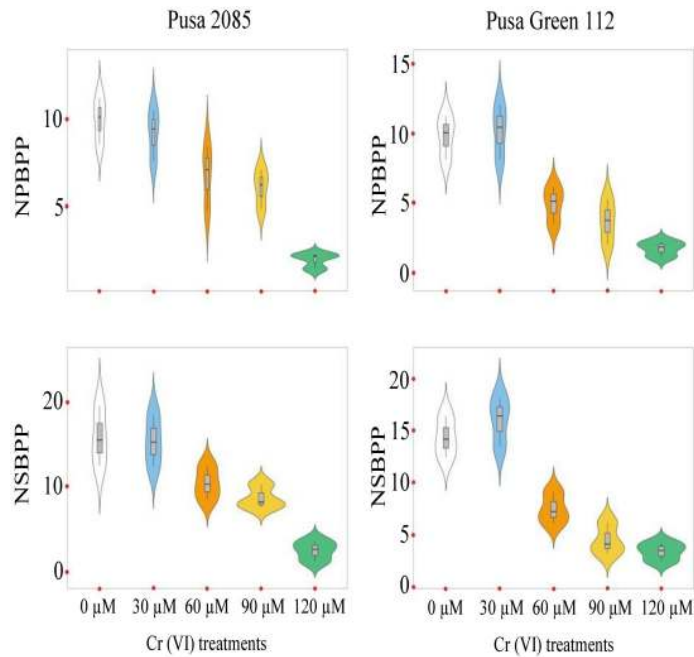 Pusa 2085 Pusa Green 112
NPBPP
10
5
NPBPP
15
10
5
0
NSBPP
20
10
0
NSBPP
20
15
10
5
0
0 µM 30 µM 60 µM 90 µM 120 µM
0 µM 30 µM 60 µM 90 µM 120 µM
Cr (VI) treatments Cr (VI) treatments